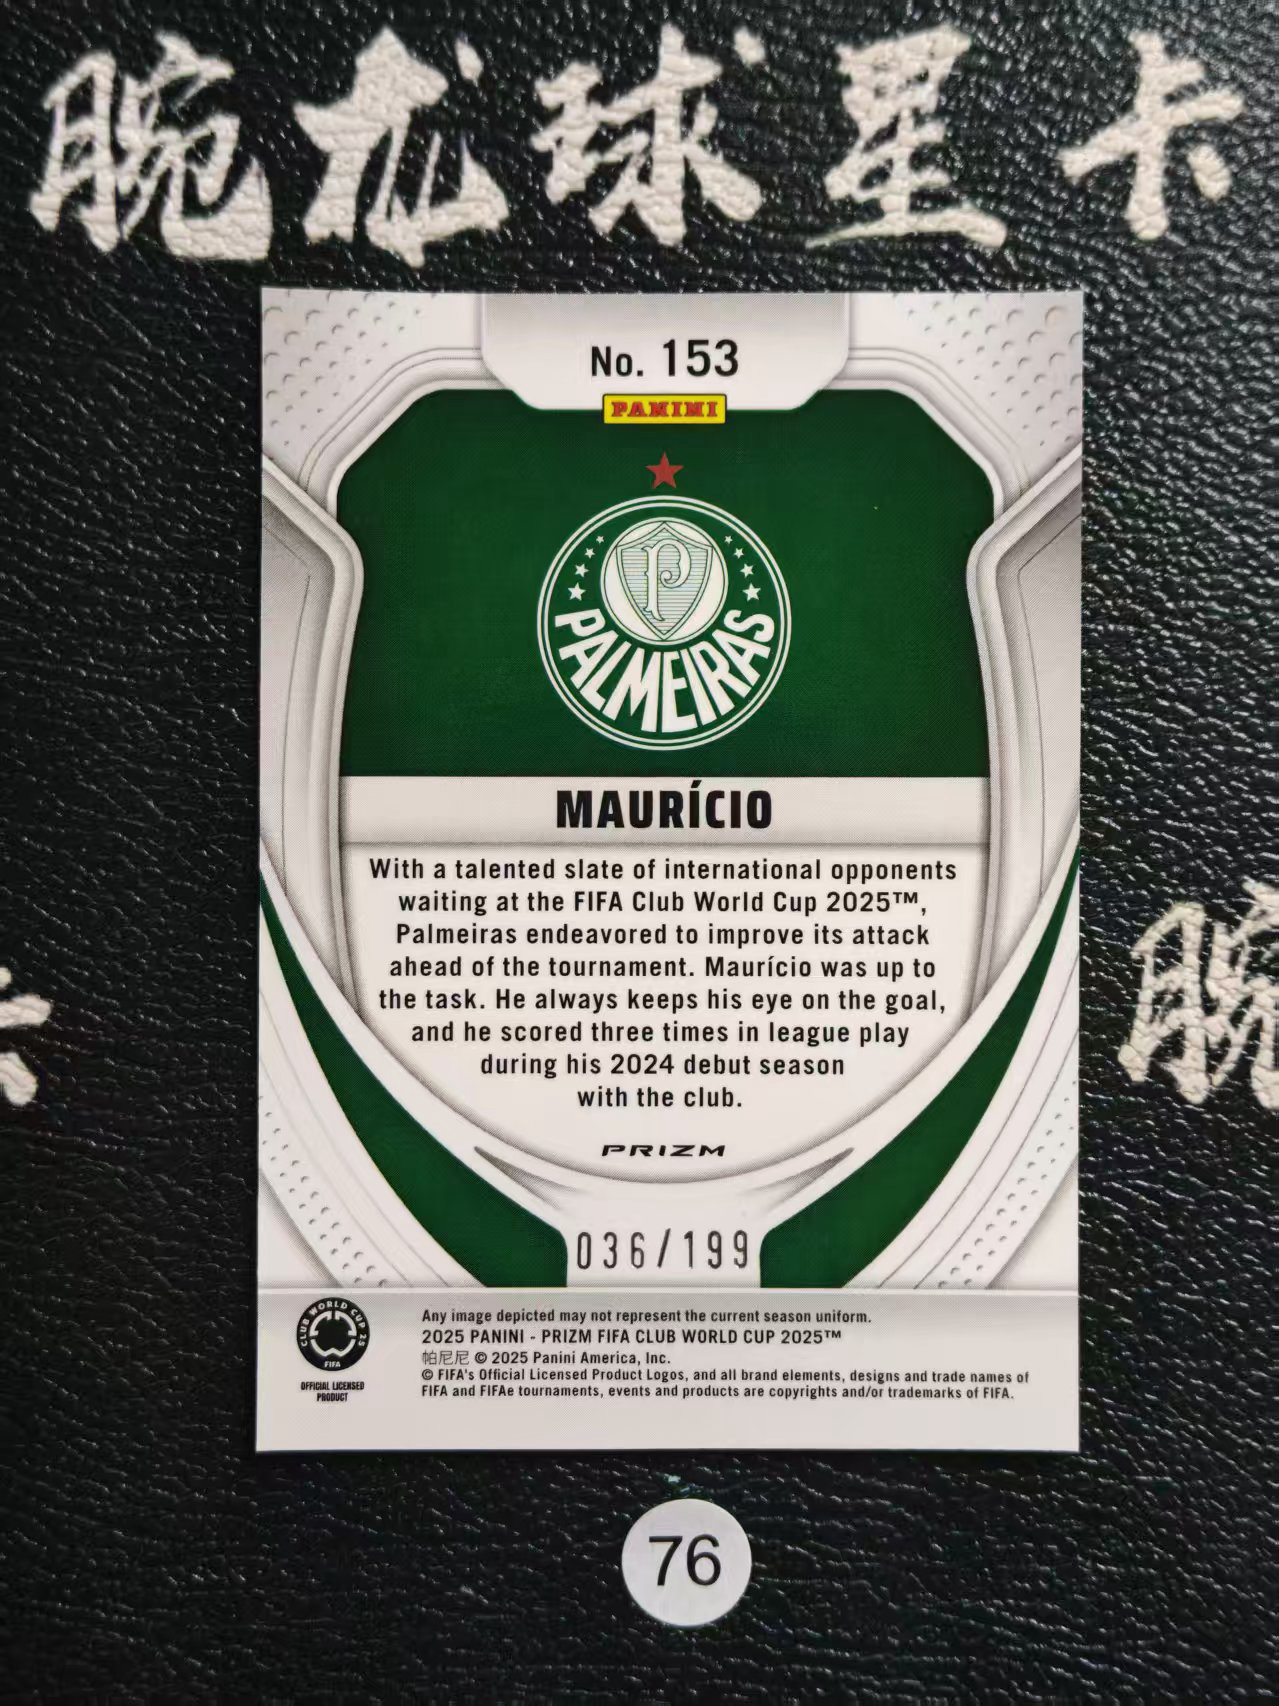 腕龙球星卡
No. 153
PANINI
P
PALMEIRAS
MAURÍCIO
With a talented slate of international opponents
waiting at the FIFA Club World Cup 2025™,
Palmeiras endeavored to improve its attack
ahead of the tournament. Maurício was up to
the task. He always keeps his eye on the goal,
and he scored three times in league play
during his 2024 debut season
with the club.
PRIZM
036/199
CLUB WORLD CUP 25
FIFA
OFFICIAL LICENSED
PRODUCT
Any image depicted may not represent the current season uniform.
2025 PANINI - PRIZM FIFA CLUB WORLD CUP 2025™
帕尼尼 © 2025 Panini America, Inc.
© FIFA's Official Licensed Product Logos, and all brand elements, designs and trade names of
FIFA and FIFAe tournaments, events and products are copyrights and/or trademarks of FIFA.
腕
76